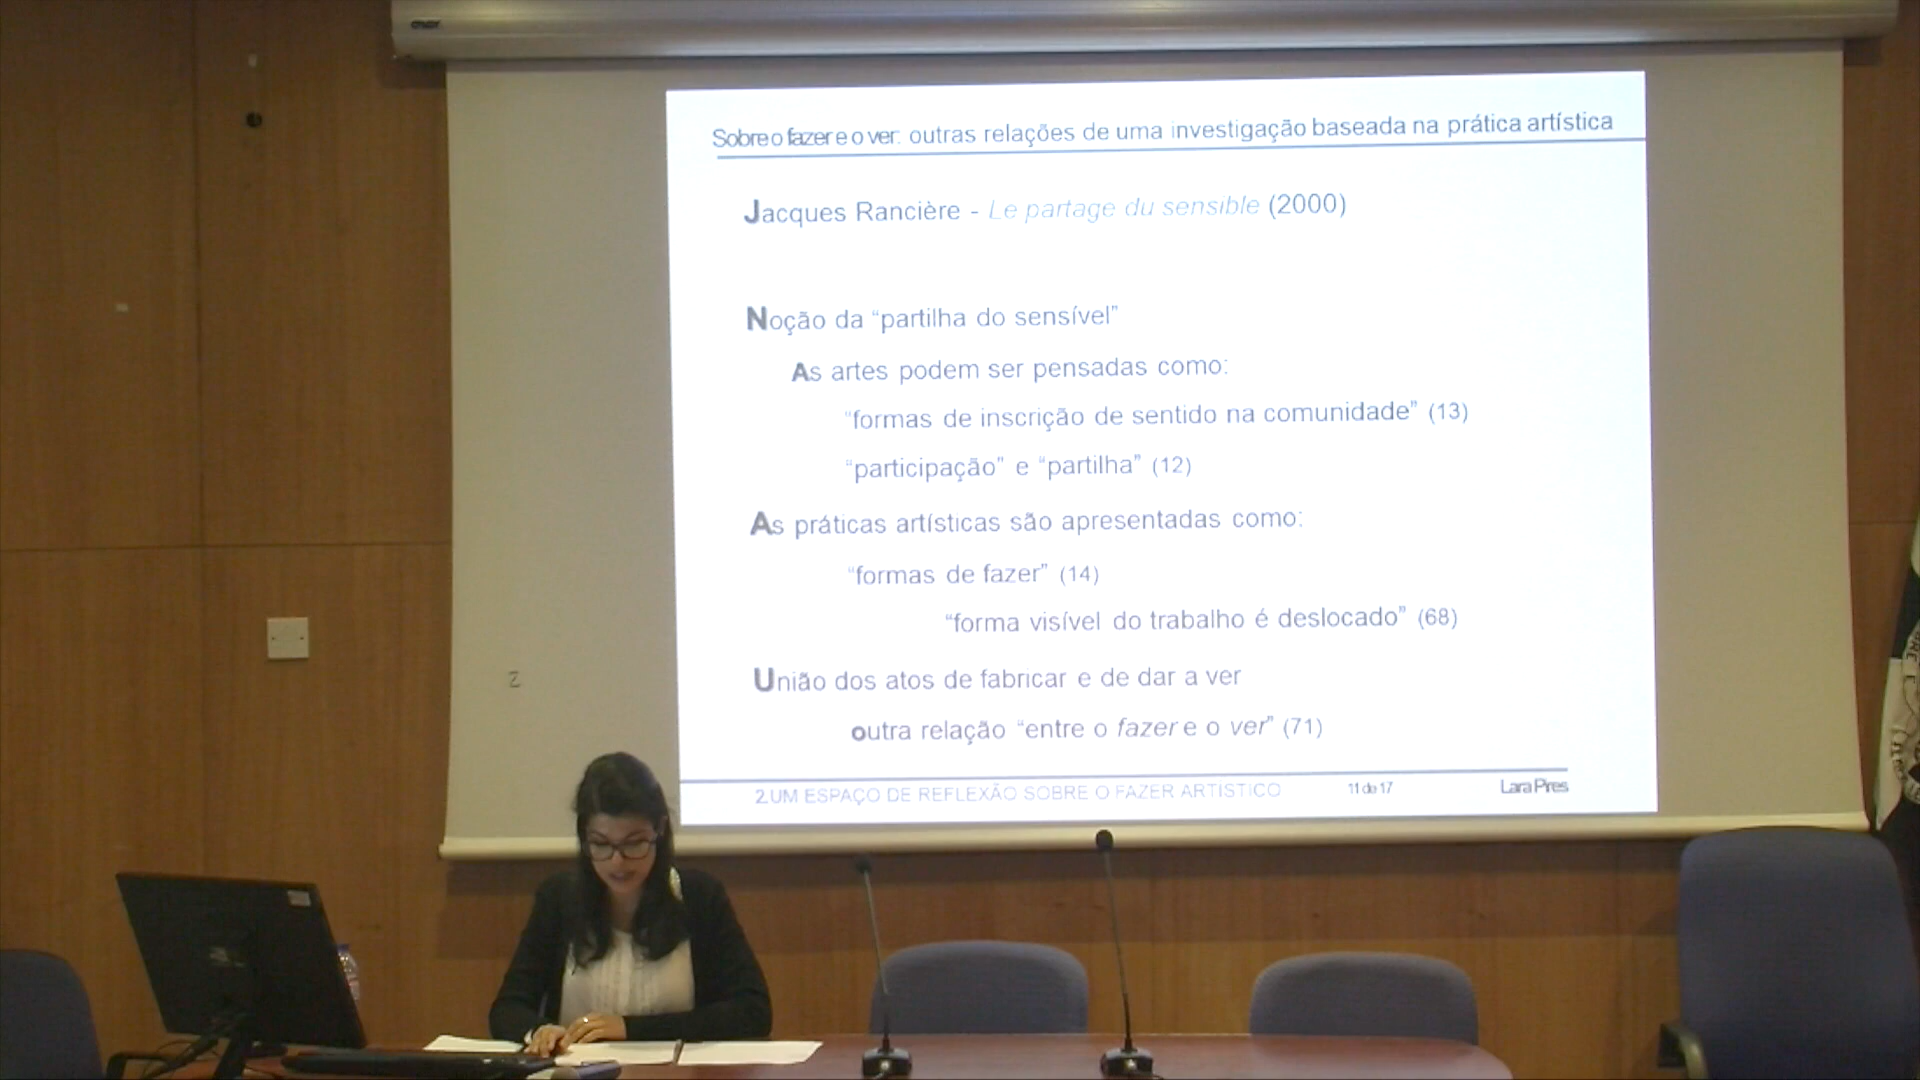 Sobre o fazer e o ver: outras relações de uma investigação baseada na prática artística
Jacques Rancière - Le partage du sensible (2000)
Noção da “partilha do sensível”
As artes podem ser pensadas como:
“formas de inscrição de sentido na comunidade” (13)
“participação” e “partilha” (12)
As práticas artísticas são apresentadas como:
“formas de fazer” (14)
“forma visível do trabalho é deslocado” (68)
União dos atos de fabricar e de dar a ver
outra relação “entre o fazer e o ver” (71)
2.UM ESPAÇO DE REFLEXÃO SOBRE O FAZER ARTÍSTICO 11 de 17 Lara Pires